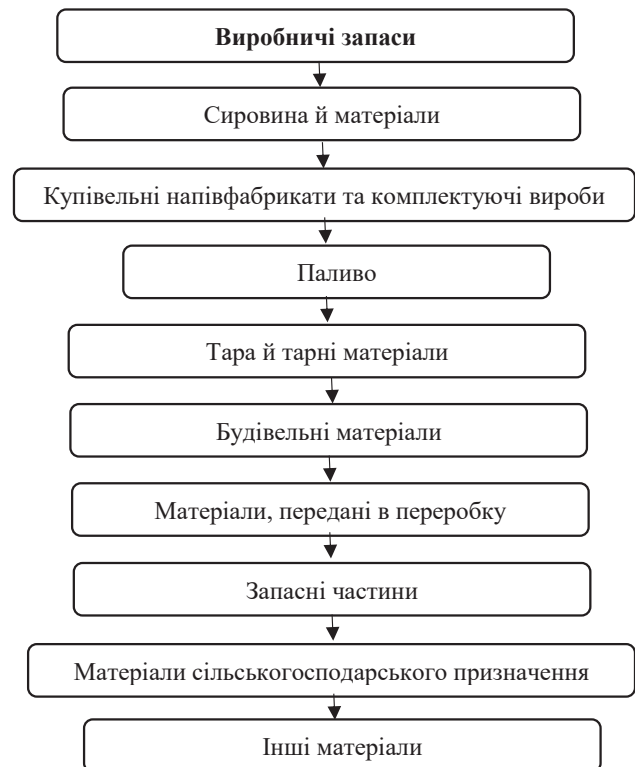 Виробничі запаси
Сировина й матеріали
Купівельні напівфабрикати та комплектуючі вироби
Паливо
Тара й тарні матеріали
Будівельні матеріали
Матеріали, передані в переробку
Запасні частини
Матеріали сільськогосподарського призначення
Інші матеріали